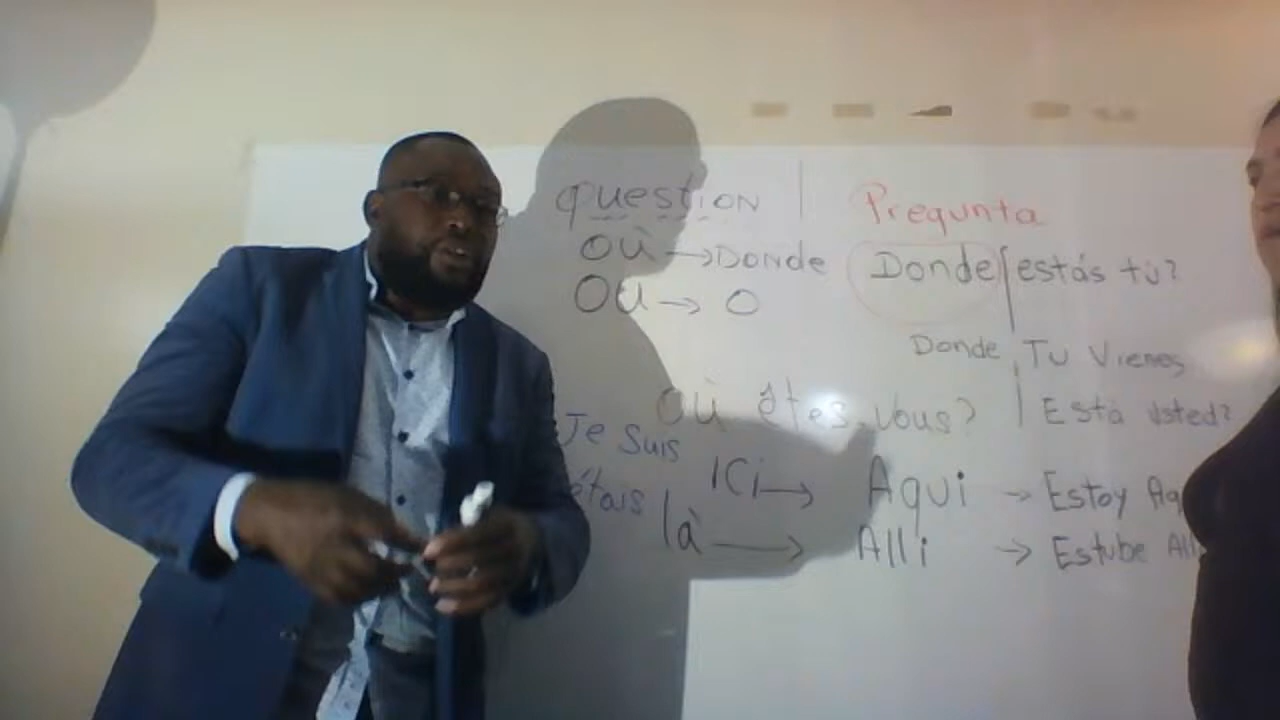 question | Pregunta
Où → DONDE Donde estás tú?
Ou → O
Donde Tu Vienes
Où êtes-vous? Está usted?
Je suis
ICi → Aqui → Estoy Aq
étais
là → Alli → Estube All